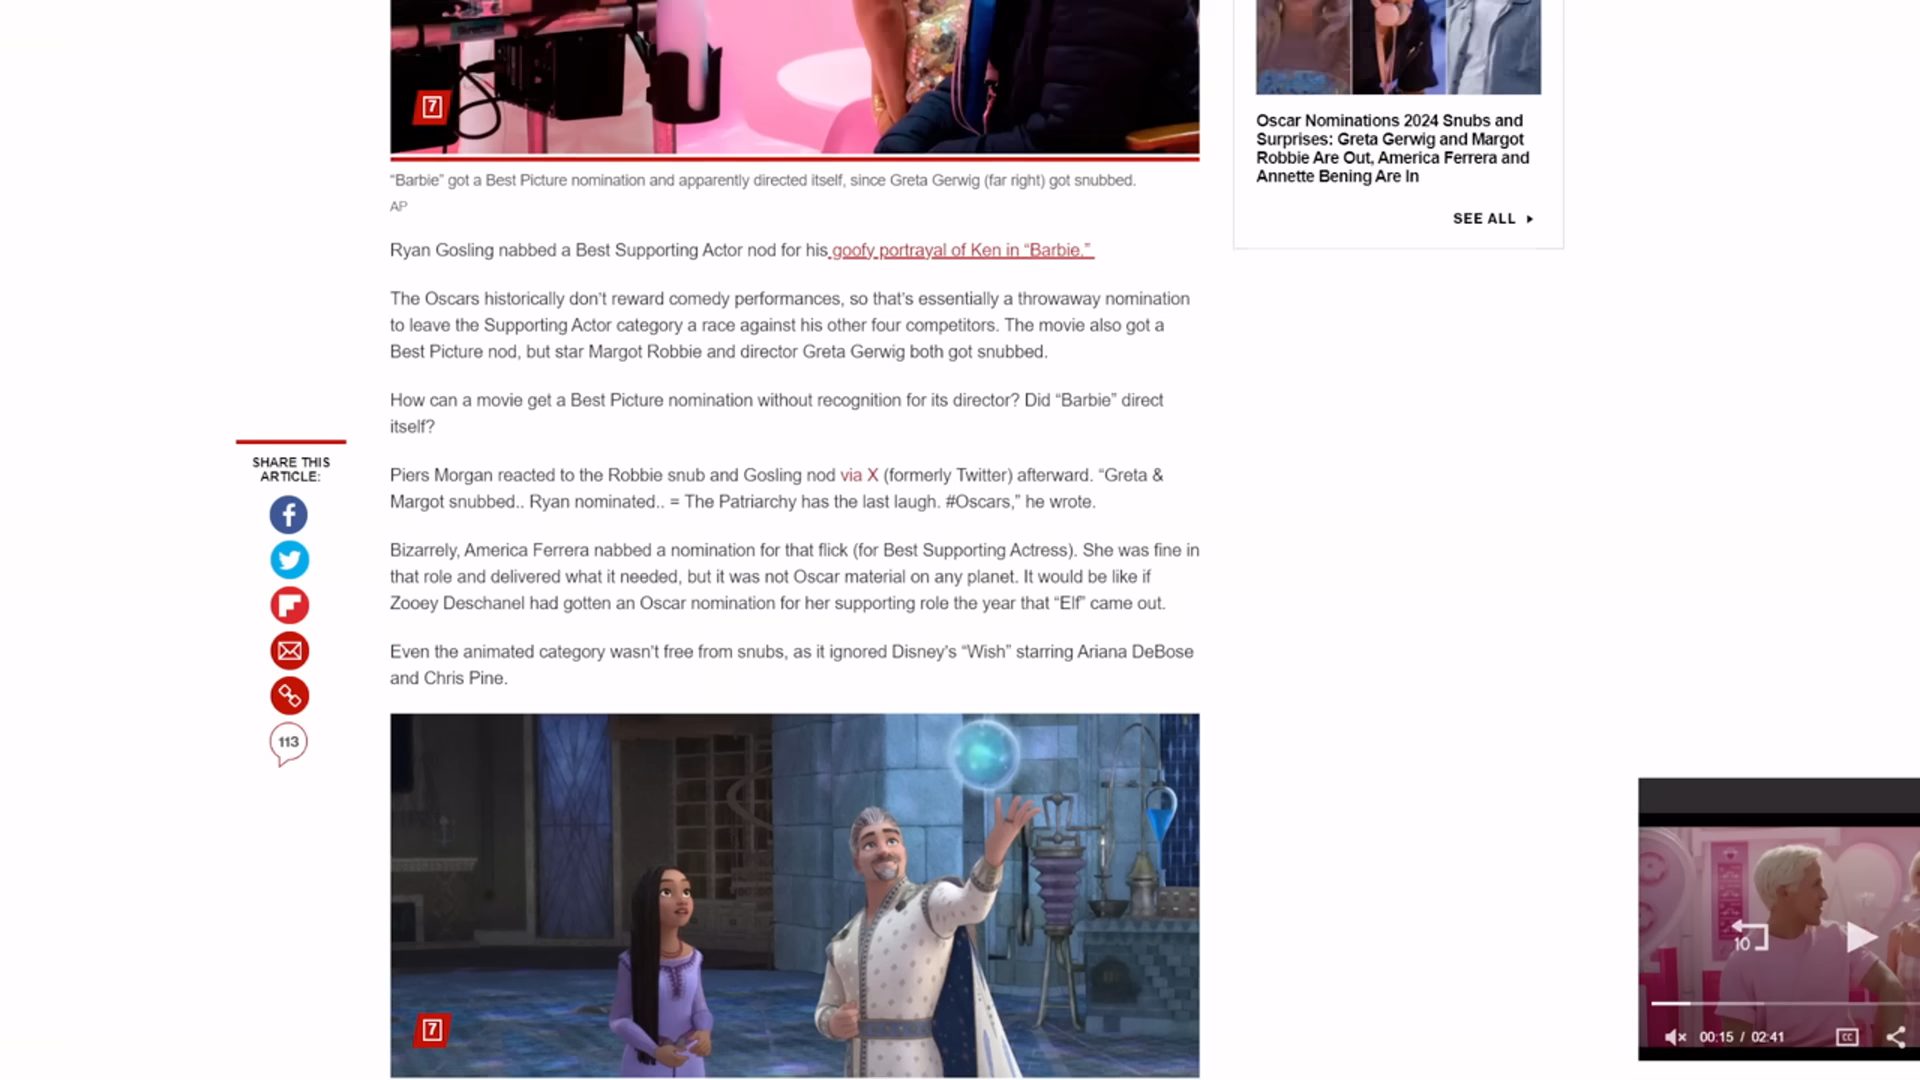 7
"Barbie" got a Best Picture nomination and apparently directed itself, since Greta Gerwig (far right) got snubbed.
AP
Ryan Gosling nabbed a Best Supporting Actor nod for his goofy portrayal of Ken in “Barbie.”
The Oscars historically don’t reward comedy performances, so that’s essentially a throwaway nomination
to leave the Supporting Actor category a race against his other four competitors. The movie also got a
Best Picture nod, but star Margot Robbie and director Greta Gerwig both got snubbed.
How can a movie get a Best Picture nomination without recognition for its director? Did “Barbie” direct
itself?
Piers Morgan reacted to the Robbie snub and Gosling nod via X (formerly Twitter) afterward. “Greta &
Margot snubbed.. Ryan nominated.. = The Patriarchy has the last laugh. #Oscars,” he wrote.
Bizarrely, America Ferrera nabbed a nomination for that flick (for Best Supporting Actress). She was fine in
that role and delivered what it needed, but it was not Oscar material on any planet. It would be like if
Zooey Deschanel had gotten an Oscar nomination for her supporting role the year that “Elf” came out.
Even the animated category wasn’t free from snubs, as it ignored Disney’s “Wish” starring Ariana DeBose
and Chris Pine.
7
SHARE THIS
ARTICLE:
113
Oscar Nominations 2024 Snubs and
Surprises: Greta Gerwig and Margot
Robbie Are Out, America Ferrera and
Annette Bening Are In
SEE ALL
10
00:15 / 02:41
CC